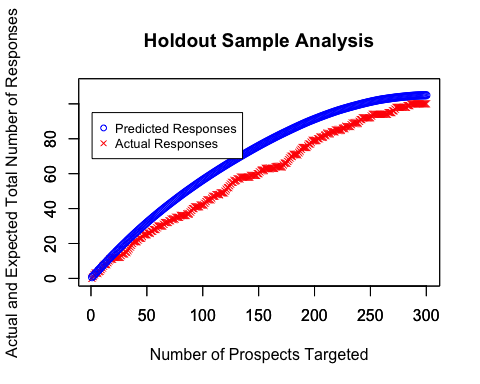 Holdout Sample Analysis
Actual and Expected Total Number of Responses
80
60
40
20
0
Predicted Responses
Actual Responses
0 50 100 150 200 250 300
Number of Prospects Targeted